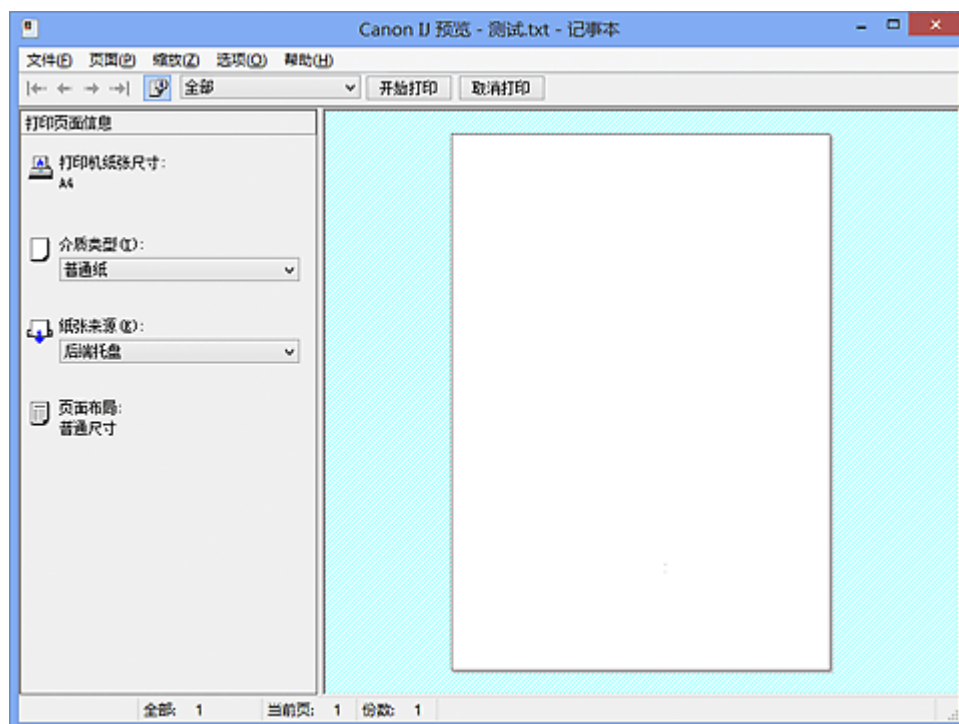 Canon IJ 预览 - 测试.txt - 记事本
文件(F) 页面(P) 缩放(Z) 选项(O) 帮助(H)
全部 开始打印 取消打印
打印页面信息
打印机纸张尺寸:
A4
介质类型(T):
普通纸
纸张来源(R):
后端托盘
页面布局:
普通尺寸
全部: 1 当前页: 1 份数: 1